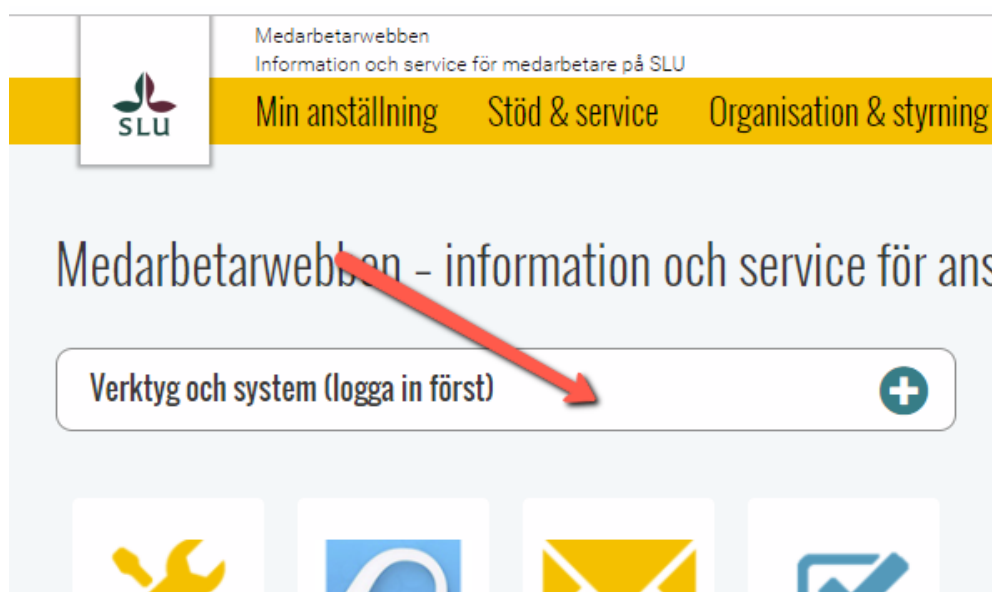 Medarbetarwebben
Information och service för medarbetare på SLU
SLU
Min anställning Stöd & service Organisation & styrning
Medarbetarwebben – information och service för ans
Verktyg och system (logga in först)